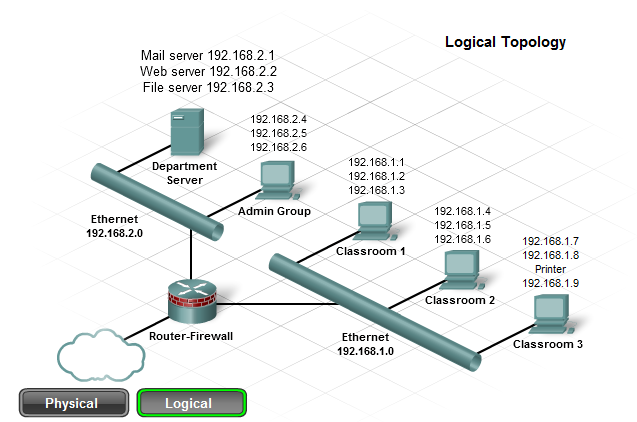 Logical Topology
Mail server 192.168.2.1
Web server 192.168.2.2
File server 192.168.2.3
192.168.2.4
192.168.2.5
192.168.2.6
Department
Server
Admin Group
Ethernet
192.168.2.0
192.168.1.1
192.168.1.2
192.168.1.3
Classroom 1
192.168.1.4
192.168.1.5
192.168.1.6
Classroom 2
192.168.1.7
192.168.1.8
Printer
192.168.1.9
Classroom 3
Router-Firewall
Ethernet
192.168.1.0
Physical
Logical